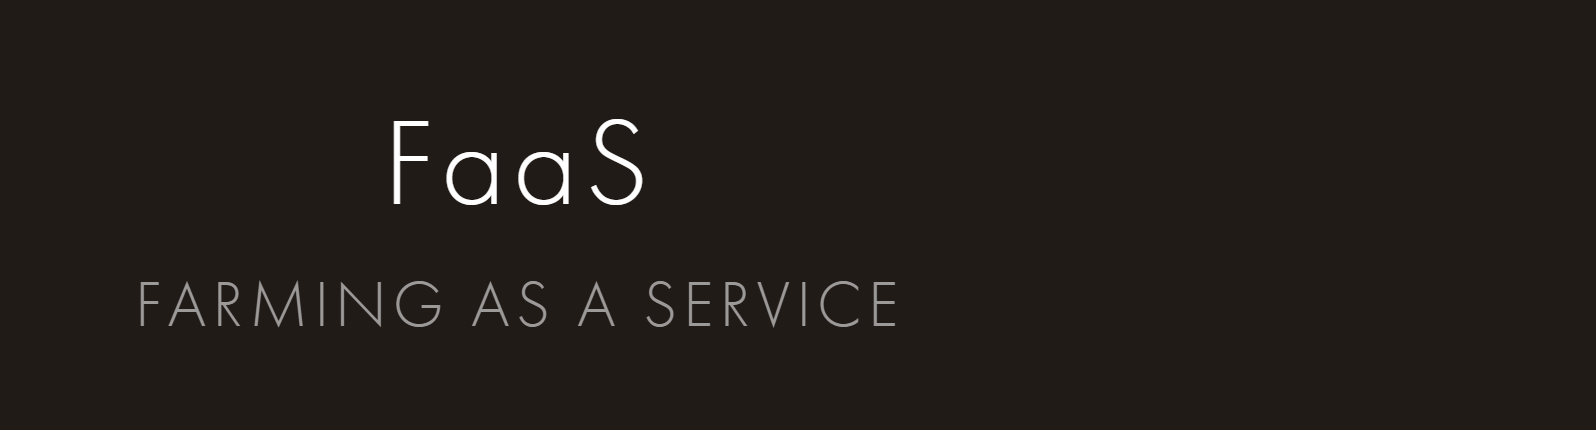 FaaS
FARMING AS A SERVICE